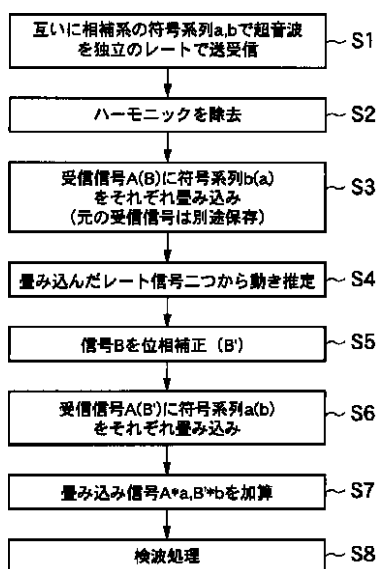 互いに相補系の符号系列a,bで超音波
を独立のレートで送受信
S1
ハーモニックを除去
S2
受信信号A(B)に符号系列b(a)
をそれぞれ畳み込み
(元の受信信号は別途保存)
S3
畳み込んだレート信号二つから動き推定
S4
信号Bを位相補正（B'）
S5
受信信号A(B')に符号系列a(b)
をそれぞれ畳み込み
S6
畳み込み信号A*a,B'*bを加算
S7
検波処理
S8